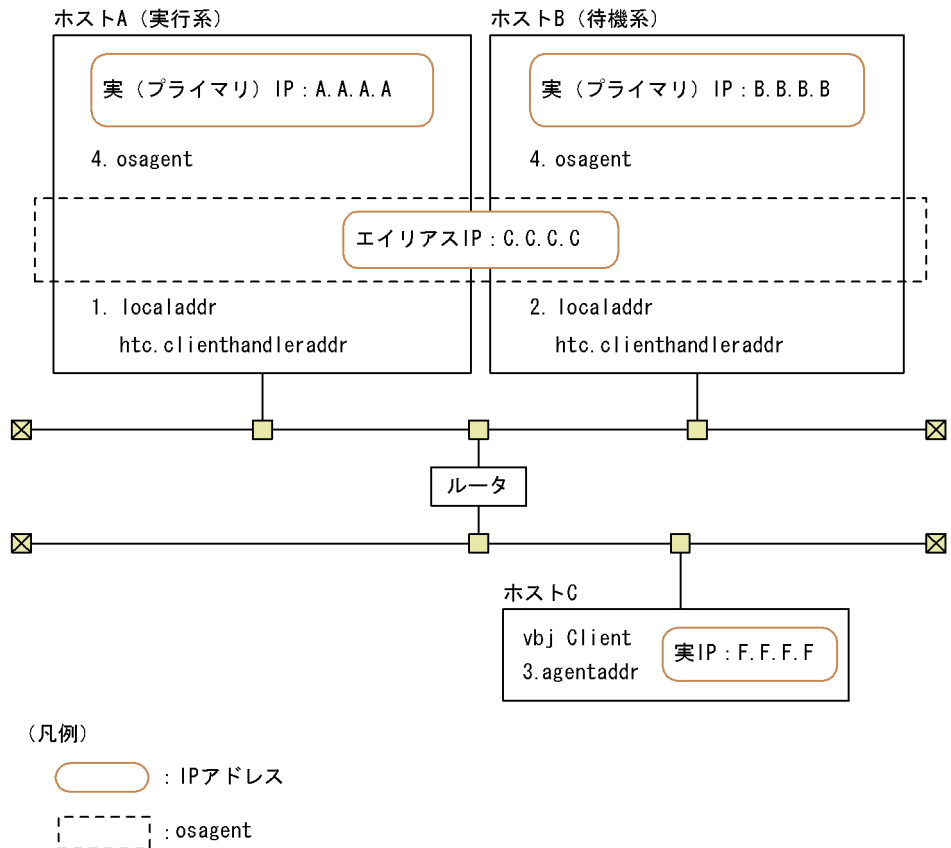 ホストA（実行系）
ホストB（待機系）
実（プライマリ）IP：A.A.A.A
実（プライマリ）IP：B.B.B.B
4. osagent
4. osagent
エイリアスIP：C.C.C.C
1. localaddr
htc.clienthandleraddr
2. localaddr
htc.clienthandleraddr
ルータ
ホストC
vbj Client
3.agentaddr
実IP：F.F.F.F
（凡例）
：IPアドレス
：osagent